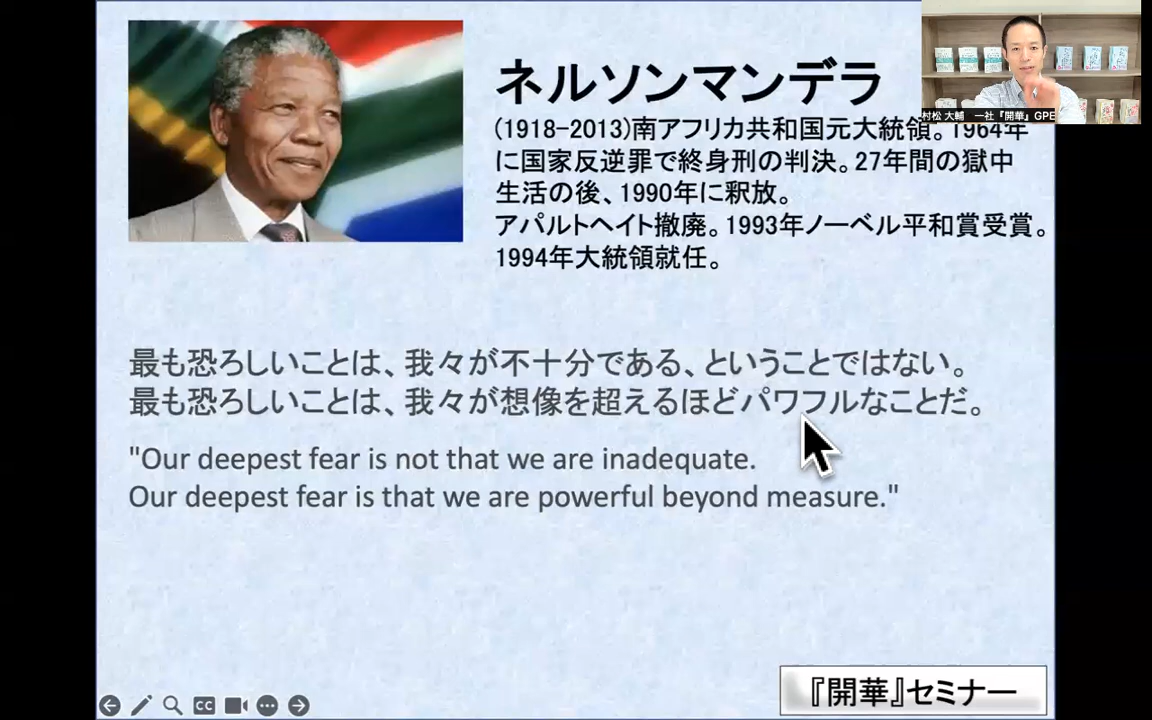 ネルソンマンデラ
(1918-2013)南アフリカ共和国元大統領。1964年
に国家反逆罪で終身刑の判決。27年間の獄中
生活の後、1990年に釈放。
アパルトヘイト撤廃。1993年ノーベル平和賞受賞。
1994年大統領就任。
村松 大輔 一社『開華』GPE
最も恐ろしいことは、我々が不十分である、ということではない。
最も恐ろしいことは、我々が想像を超えるほどパワフルなことだ。
"Our deepest fear is not that we are inadequate.
Our deepest fear is that we are powerful beyond measure."
CC
『開華』セミナー